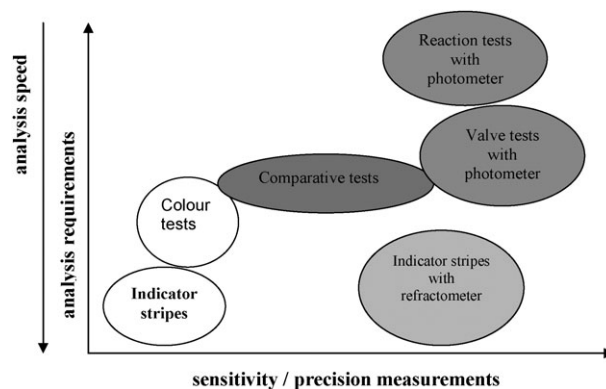 analysis speed
analysis requirements
Reaction tests
with
photometer
Valve tests
with
photometer
Comparative tests
Colour
tests
Indicator stripes
with
refractometer
Indicator
stripes
sensitivity / precision measurements